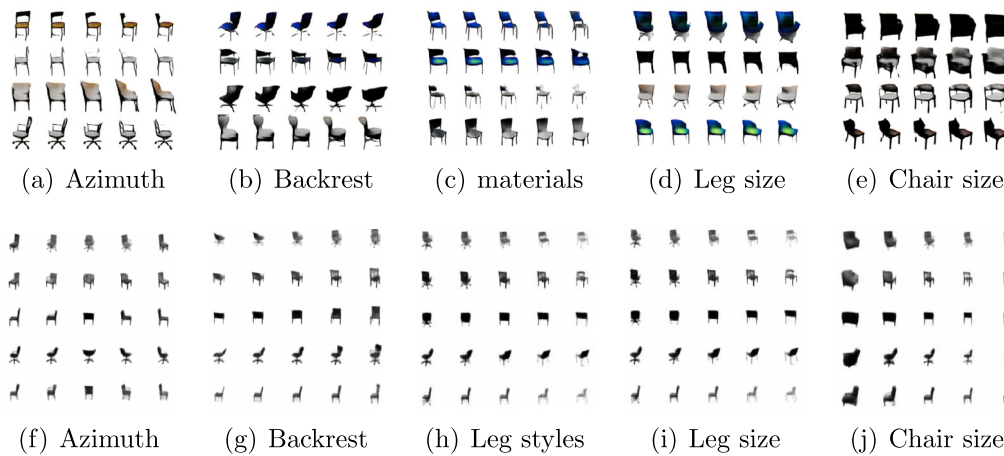 (a) Azimuth
(b) Backrest
(c) materials
(d) Leg size
(e) Chair size
(f) Azimuth
(g) Backrest
(h) Leg styles
(i) Leg size
(j) Chair size